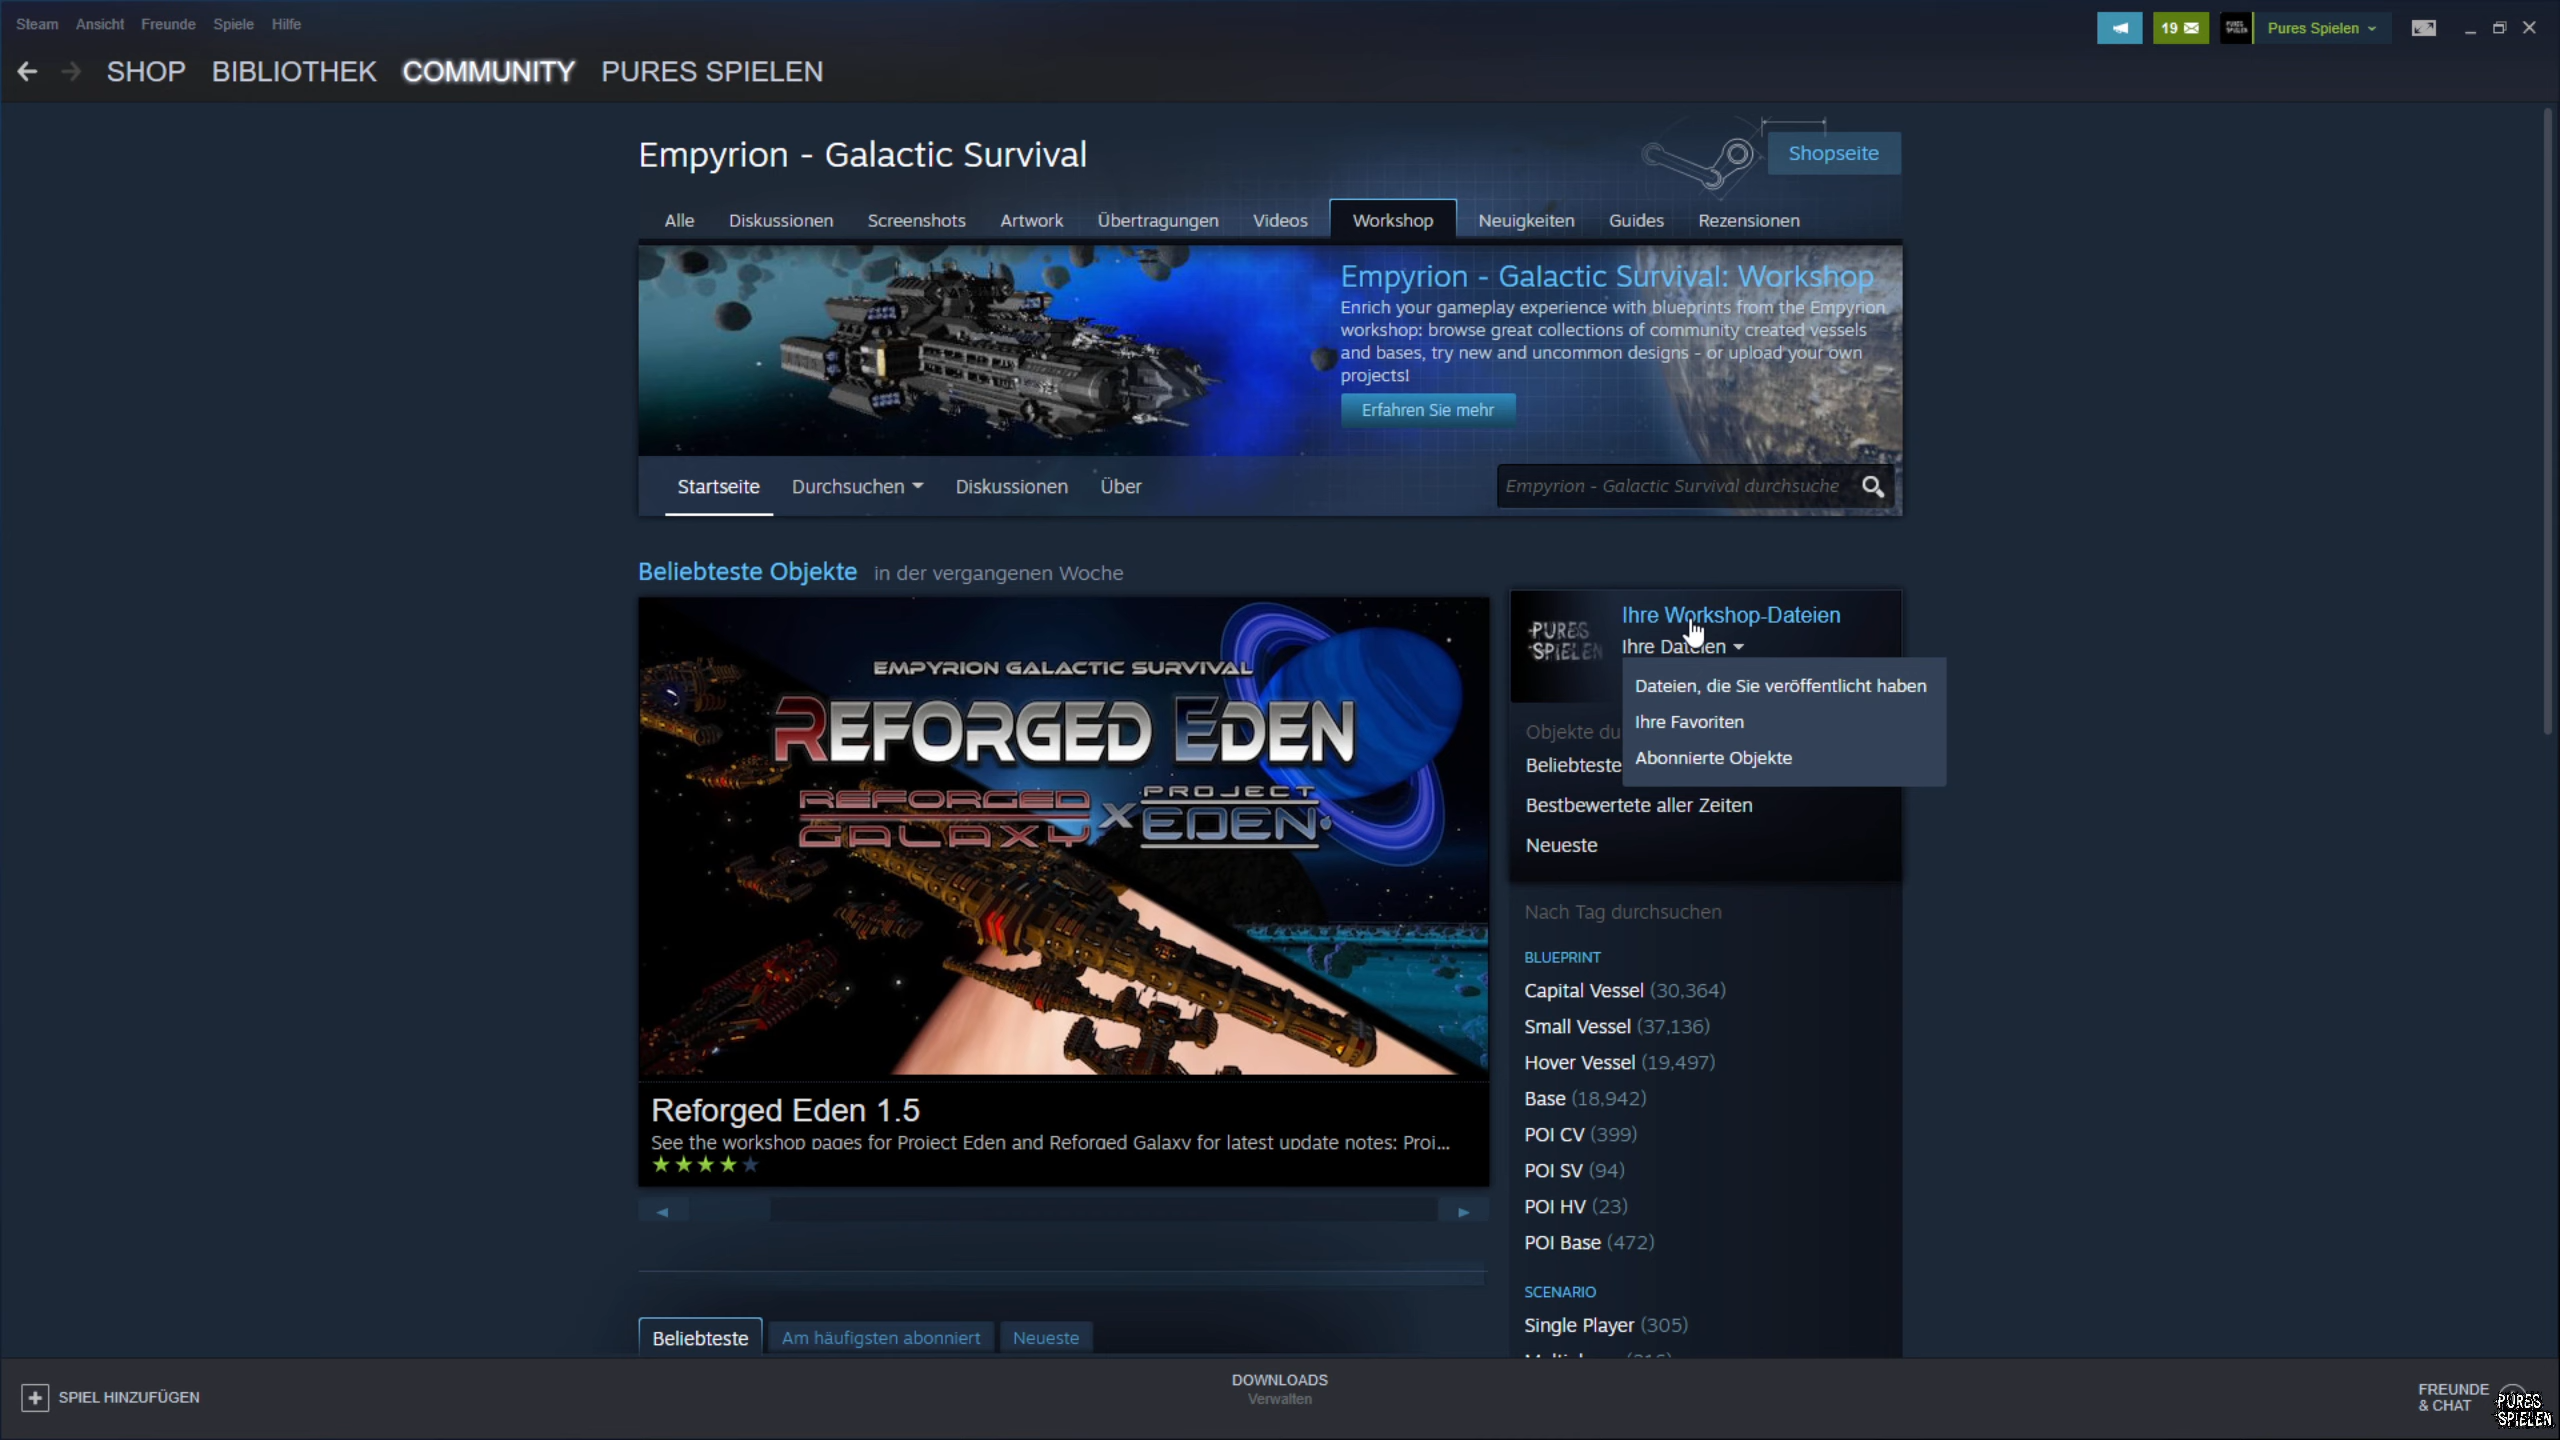 Steam Ansicht Freunde Spiele Hilfe
19
Pures Spielen
SHOP BIBLIOTHEK COMMUNITY PURES SPIELEN
Empyrion - Galactic Survival
Shopseite
Alle Diskussionen Screenshots Artwork Übertragungen Videos Workshop Neuigkeiten Guides Rezensionen
Empyrion - Galactic Survival: Workshop
Enrich your gameplay experience with blueprints from the Empyrion
workshop: browse great collections of community created vessels
and bases, try new and uncommon designs - or upload your own
projects!
Erfahren Sie mehr
Startseite Durchsuchen Diskussionen Über
Empyrion - Galactic Survival durchsuche
Beliebteste Objekte in der vergangenen Woche
EMPYRION GALACTIC SURVIVAL
REFORGED EDEN
REFORGED GALAXY X PROJECT EDEN
Reforged Eden 1.5
See the workshop pages for Project Eden and Reforged Galaxy for latest update notes: Proj...
Beliebteste Am häufigsten abonniert Neueste
PURES
SPIELEN
Ihre Workshop-Dateien
Ihre Dateien
Dateien, die Sie veröffentlicht haben
Ihre Favoriten
Abonnierte Objekte
Objekte du
Beliebteste
Bestbewertete aller Zeiten
Neueste
Nach Tag durchsuchen
BLUEPRINT
Capital Vessel (30,364)
Small Vessel (37,136)
Hover Vessel (19,497)
Base (18,942)
POI CV (399)
POI SV (94)
POI HV (23)
POI Base (472)
SCENARIO
Single Player (305)
SPIEL HINZUFÜGEN
DOWNLOADS
Verwalten
FREUNDE
& CHAT
PURES
SPIELEN